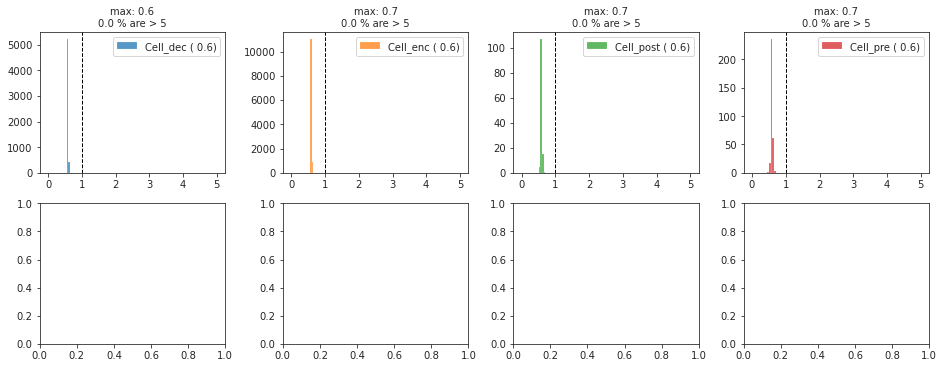 max: 0.6
0.0 % are > 5
max: 0.7
0.0 % are > 5
max: 0.7
0.0 % are > 5
max: 0.7
0.0 % are > 5
Cell_dec ( 0.6)
5000
4000
3000
2000
1000
0
0 1 2 3 4 5
Cell_enc ( 0.6)
10000
8000
6000
4000
2000
0
0 1 2 3 4 5
Cell_post ( 0.6)
100
80
60
40
20
0
0 1 2 3 4 5
Cell_pre ( 0.6)
200
150
100
50
0
0 1 2 3 4 5
1.0
0.8
0.6
0.4
0.2
0.0
0.0 0.2 0.4 0.6 0.8 1.0
1.0
0.8
0.6
0.4
0.2
0.0
0.0 0.2 0.4 0.6 0.8 1.0
1.0
0.8
0.6
0.4
0.2
0.0
0.0 0.2 0.4 0.6 0.8 1.0
1.0
0.8
0.6
0.4
0.2
0.0
0.0 0.2 0.4 0.6 0.8 1.0